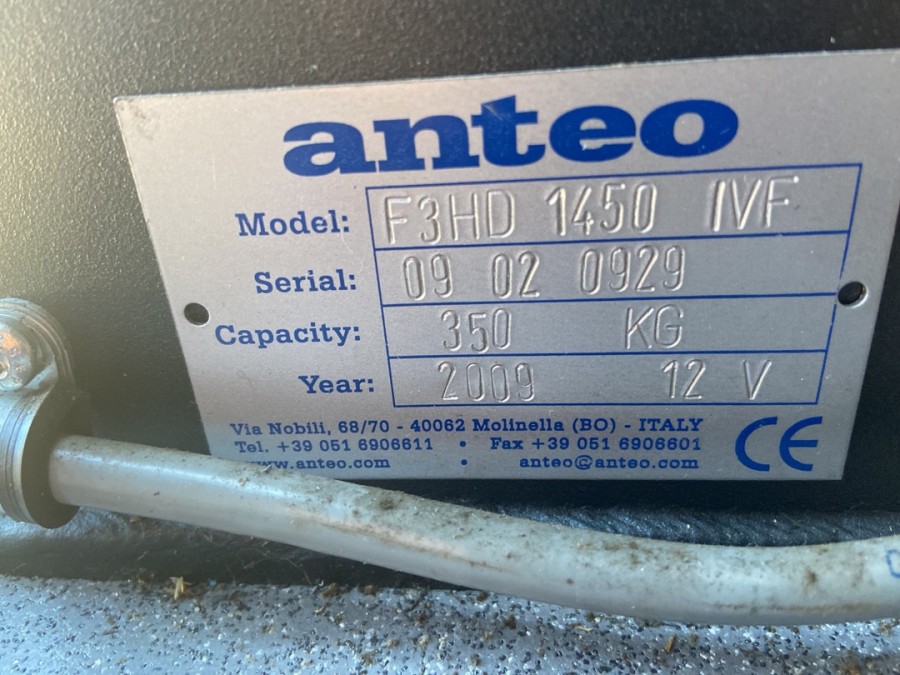 anteo
Model: F3HD 1450 IVF
Serial: 09 02 0929
Capacity: 350 KG
Year: 2009 12 V
Via Nobili, 68/70 - 40062 Molinella (BO) - ITALY
Tel. +39 051 6906611 • Fax +39 051 6906601
www.anteo.com • anteo@anteo.com
CE